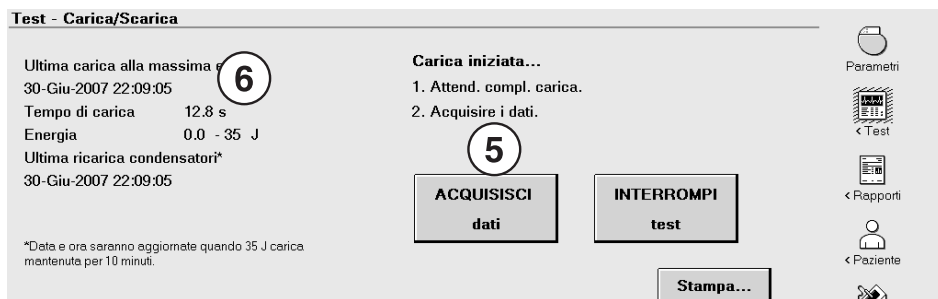 Test - Carica/Scarica
Ultima carica alla massima
30-Giu-2007 22:09:05
Tempo di carica 12.8 s
Energia 0.0 - 35 J
Ultima ricarica condensatori*
30-Giu-2007 22:09:05
*Data e ora saranno aggiornate quando 35 J carica
mantenuta per 10 minuti.
6
Carica iniziata...
1. Attend. compl. carica.
2. Acquisire i dati.
5
ACQUISISCI
dati
INTERROMPI
test
Stampa...
Parametri
< Test
< Rapporti
< Paziente